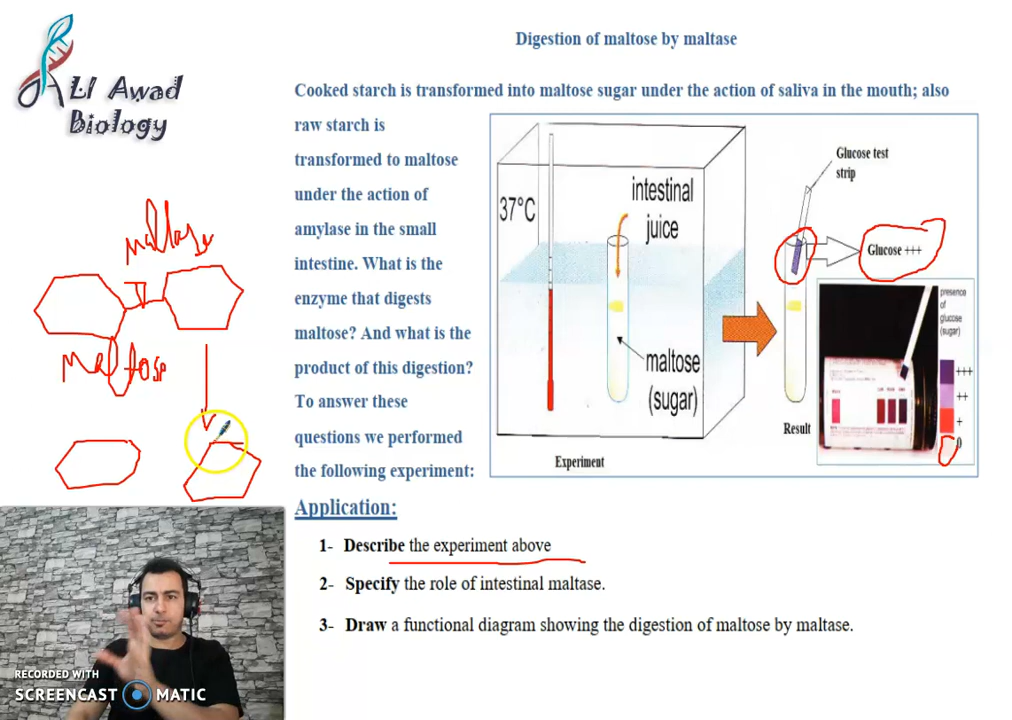 Digestion of maltose by maltase
ALI Awad
Biology
Cooked starch is transformed into maltose sugar under the action of saliva in the mouth; also
raw starch is
transformed to maltose
under the action of
amylase in the small
intestine. What is the
enzyme that digests
maltose? And what is the
product of this digestion?
To answer these
questions we performed
the following experiment:
37°C
intestinal
juice
maltose
(sugar)
Experiment
Glucose test
strip
Glucose +++
Result
presence
of
glucose
(sugar)
+++
++
+
0
maltase
maltose
Application:
1- Describe the experiment above
2- Specify the role of intestinal maltase.
3- Draw a functional diagram showing the digestion of maltose by maltase.
RECORDED WITH
SCREENCAST MATIC